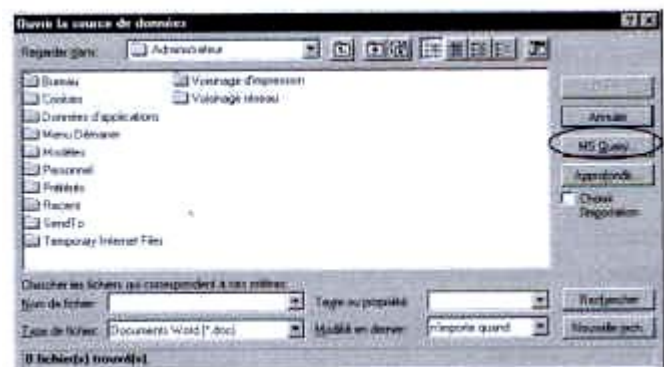 Ouvrir la source de données
Regarder dans: Administrateur
Bureau
Cookies
Données d'applications
Menu Démarrer
Modèles
Personnel
Préférés
Recent
SendTo
Temporary Internet Files
Voisinage d'impression
Voisinage réseau
Annuler
MS Query
Approfondir
Choisir
l'importation
Chercher les fichiers qui correspondent à ces critères:
Nom de fichier: Texte ou propriété: Rechercher
Type de fichier: Documents Word (*.doc) Modifié en dernier: n'importe quand Nouvelle rech.
0 fichier(s) trouvé(s).